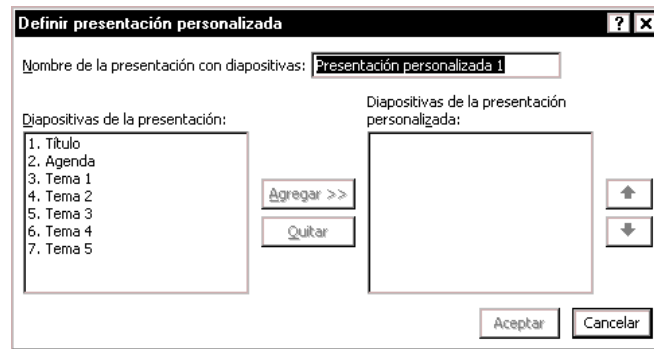 Definir presentación personalizada
Nombre de la presentación con diapositivas: Presentación personalizada 1
Diapositivas de la presentación:
1. Título
2. Agenda
3. Tema 1
4. Tema 2
5. Tema 3
6. Tema 4
7. Tema 5
Agregar >>
Quitar
Diapositivas de la presentación
personalizada:
Aceptar
Cancelar